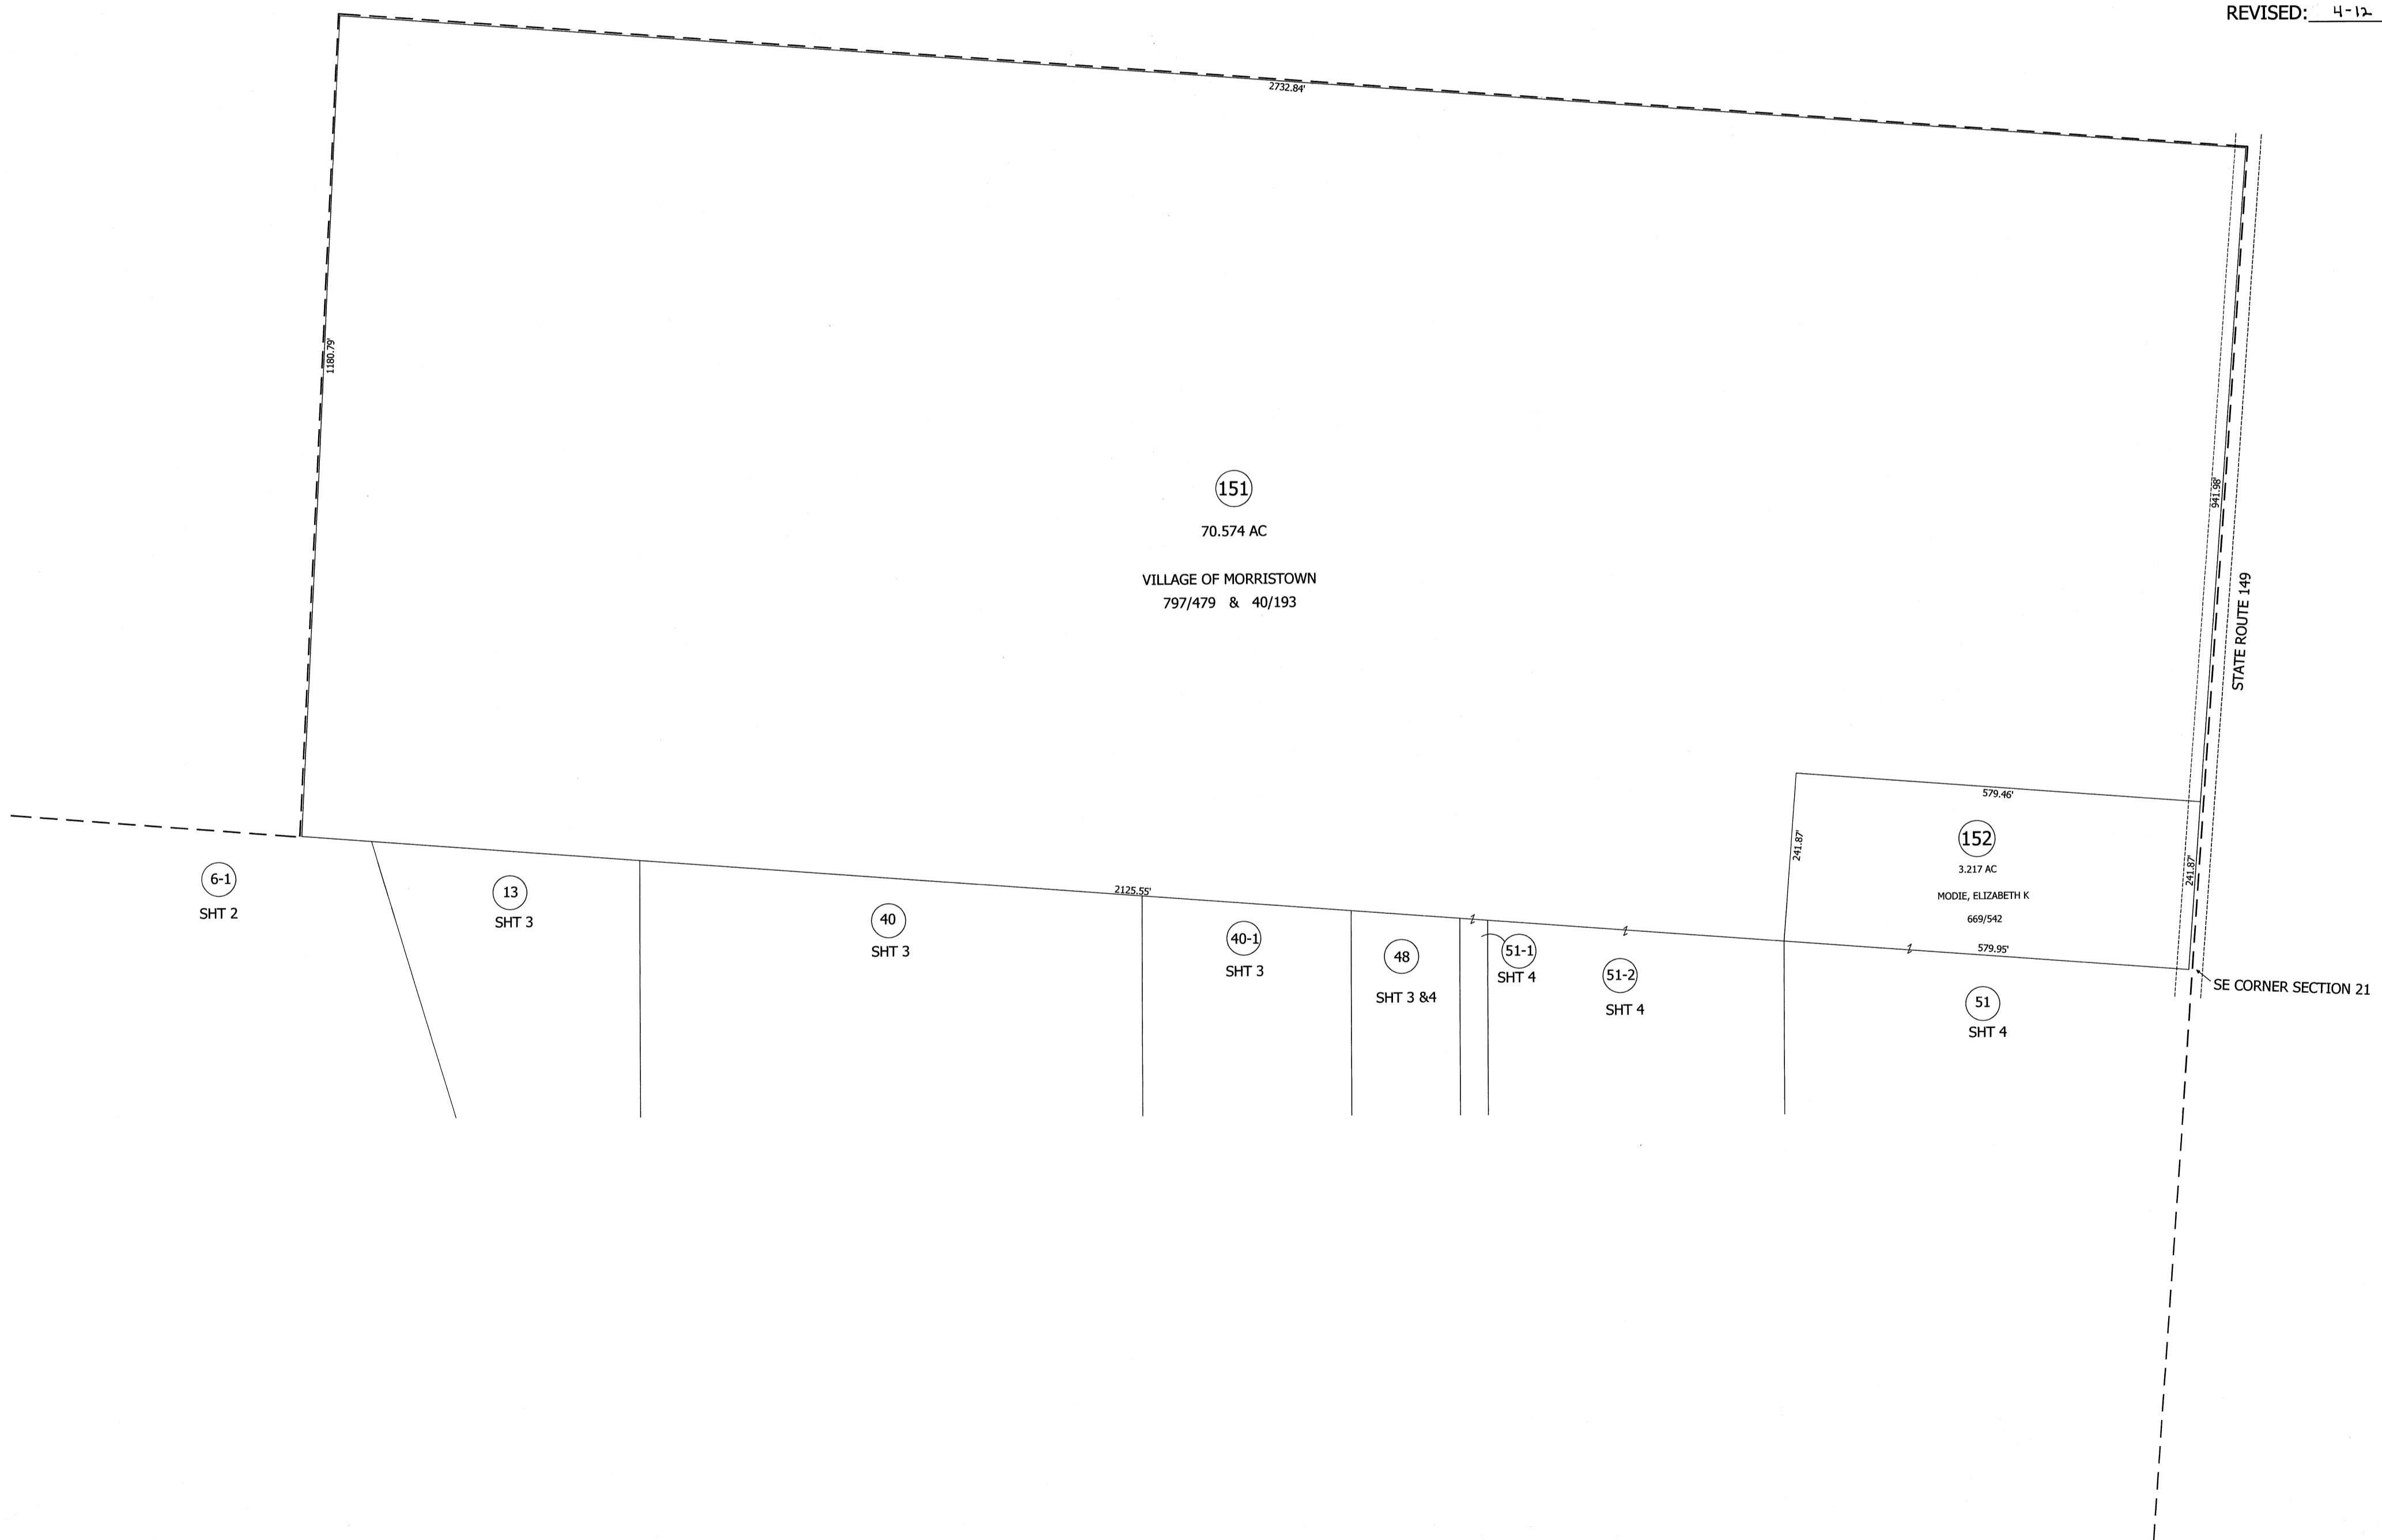 REVISED: 4-12
2732.84'
1180.79'
941.98'
151
70.574 AC
VILLAGE OF MORRISTOWN
797/479 & 40/193
STATE ROUTE 149
579.46'
241.87'
152
3.217 AC
MODIE, ELIZABETH K
669/542
241.87'
579.95'
2125.55'
6-1
SHT 2
13
SHT 3
40
SHT 3
40-1
SHT 3
48
SHT 3 &4
51-1
SHT 4
51-2
SHT 4
51
SHT 4
SE CORNER SECTION 21